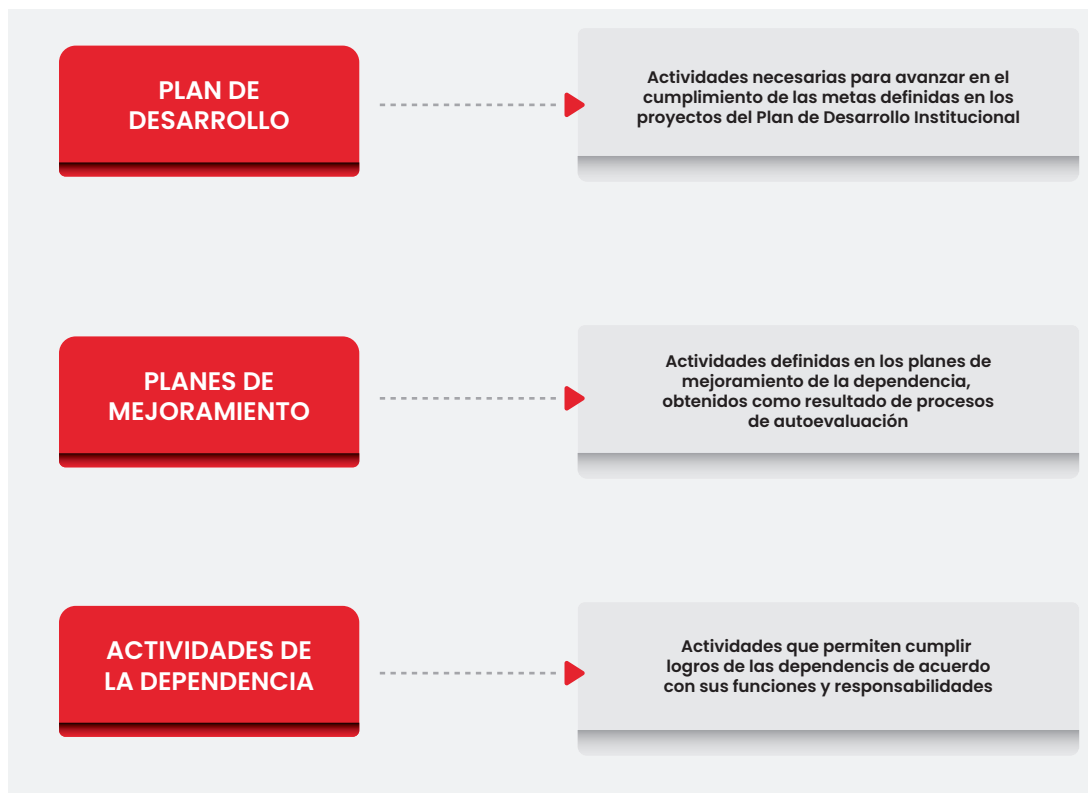 PLAN DE
DESARROLLO
Actividades necesarias para avanzar en el
cumplimiento de las metas definidas en los
proyectos del Plan de Desarrollo Institucional
PLANES DE
MEJORAMIENTO
Actividades definidas en los planes de
mejoramiento de la dependencia,
obtenidos como resultado de procesos
de autoevaluación
ACTIVIDADES DE
LA DEPENDENCIA
Actividades que permiten cumplir
logros de las dependencis de acuerdo
con sus funciones y responsabilidades